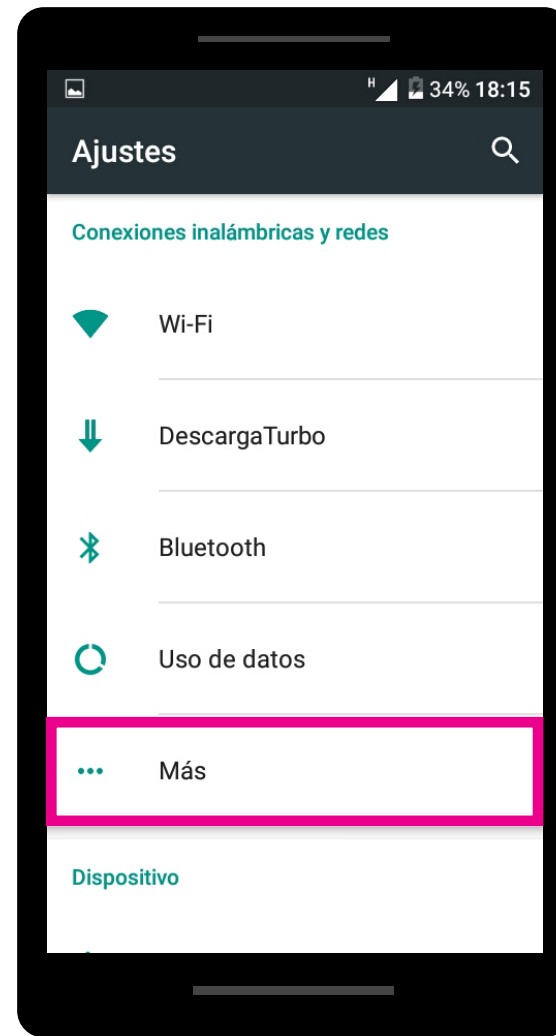 H 34% 18:15
Ajustes
Conexiones inalámbricas y redes
Wi-Fi
DescargaTurbo
Bluetooth
Uso de datos
Más
Dispositivo